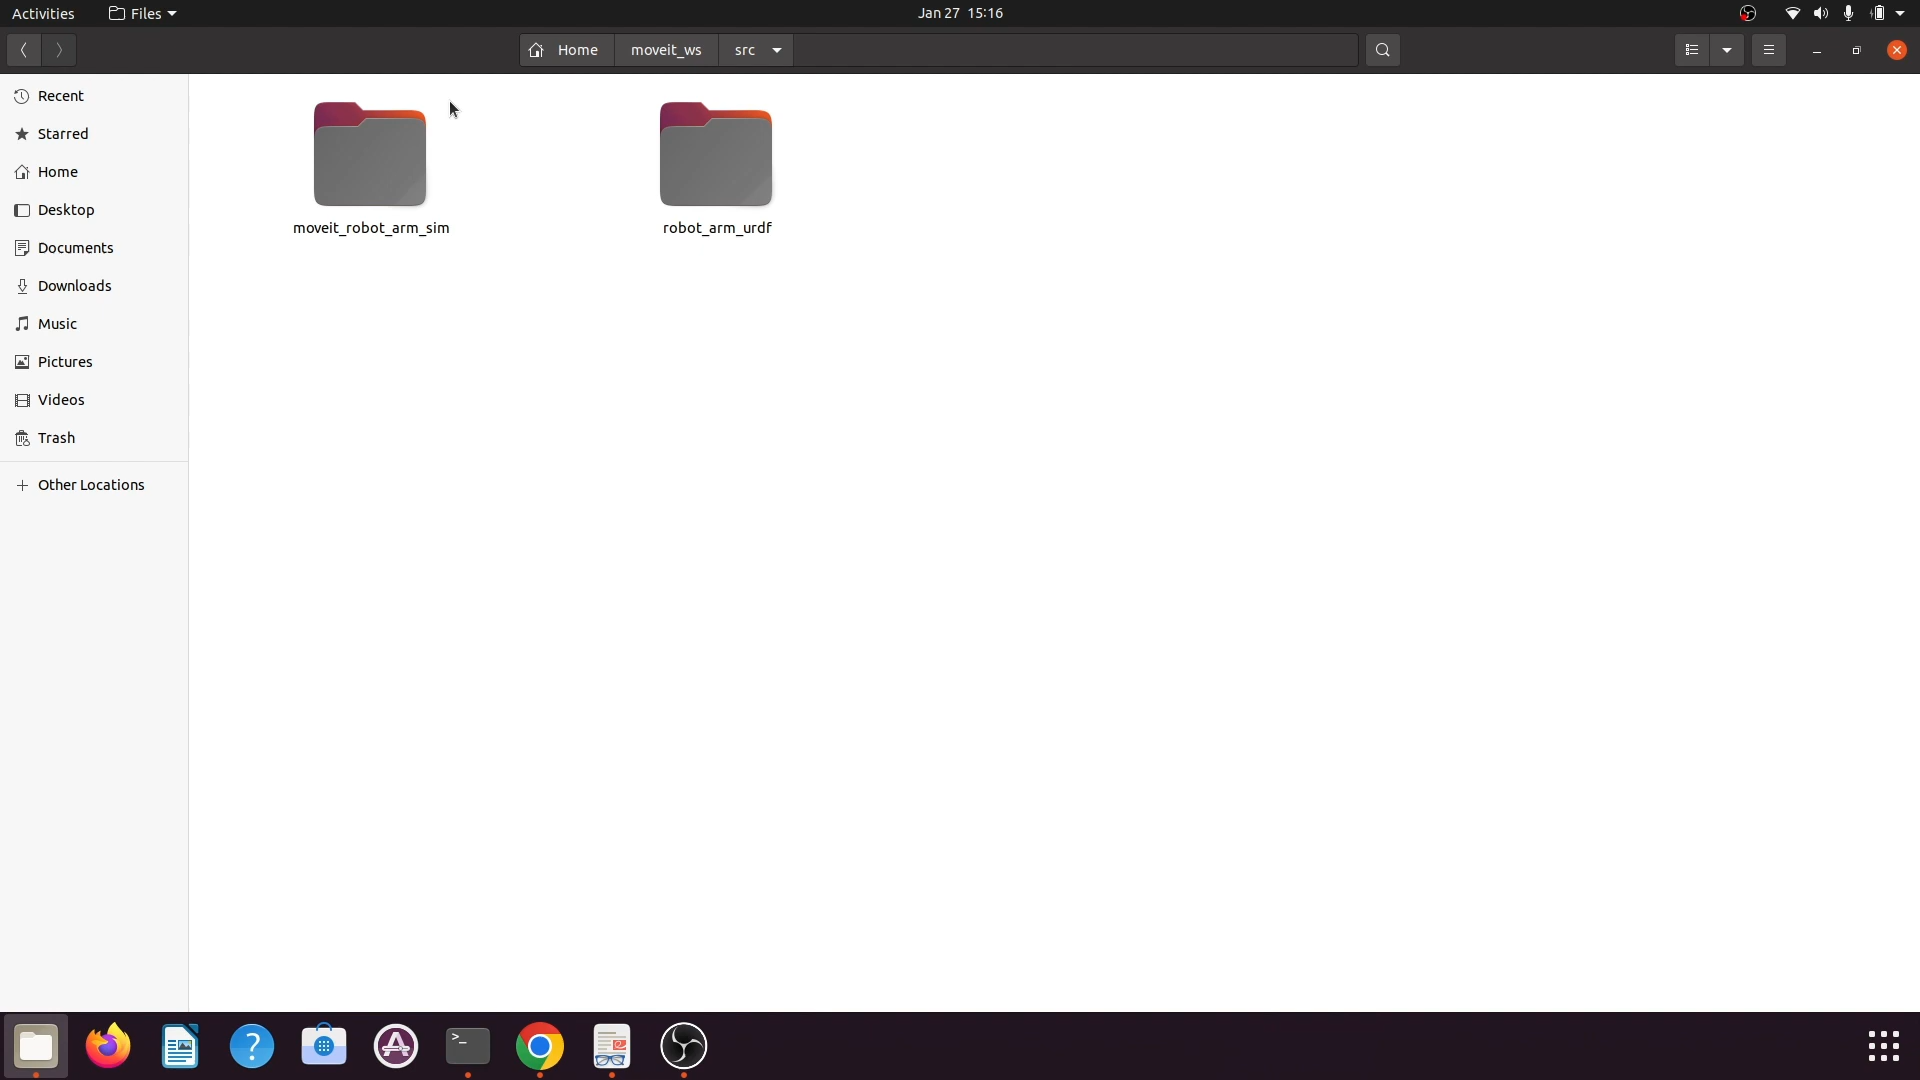 Activities Files Jan 27 15:16
Home moveit_ws src
Recent
Starred
Home
Desktop
Documents
Downloads
Music
Pictures
Videos
Trash
Other Locations
moveit_robot_arm_sim robot_arm_urdf